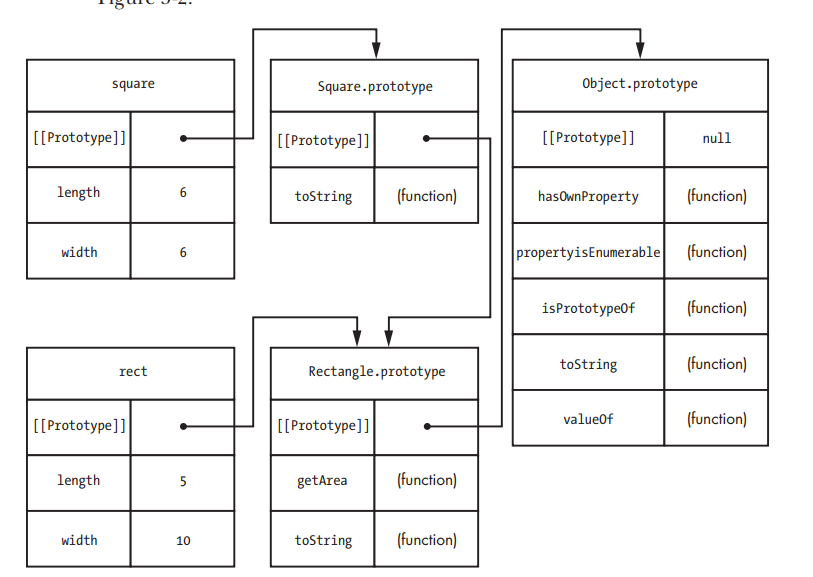 Figure 5-2.
square
[[Prototype]]
length 6
width 6
Square.prototype
[[Prototype]]
toString (function)
Object.prototype
[[Prototype]] null
hasOwnProperty (function)
propertyisEnumerable (function)
isPrototypeOf (function)
toString (function)
valueOf (function)
rect
[[Prototype]]
length 5
width 10
Rectangle.prototype
[[Prototype]]
getArea (function)
toString (function)